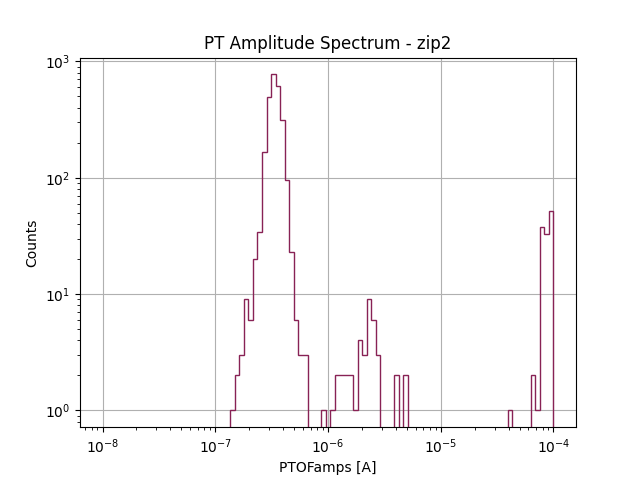 PT Amplitude Spectrum - zip2
10³
10²
10¹
10⁰
Counts
10⁻⁸ 10⁻⁷ 10⁻⁶ 10⁻⁵ 10⁻⁴
PTOFamps [A]